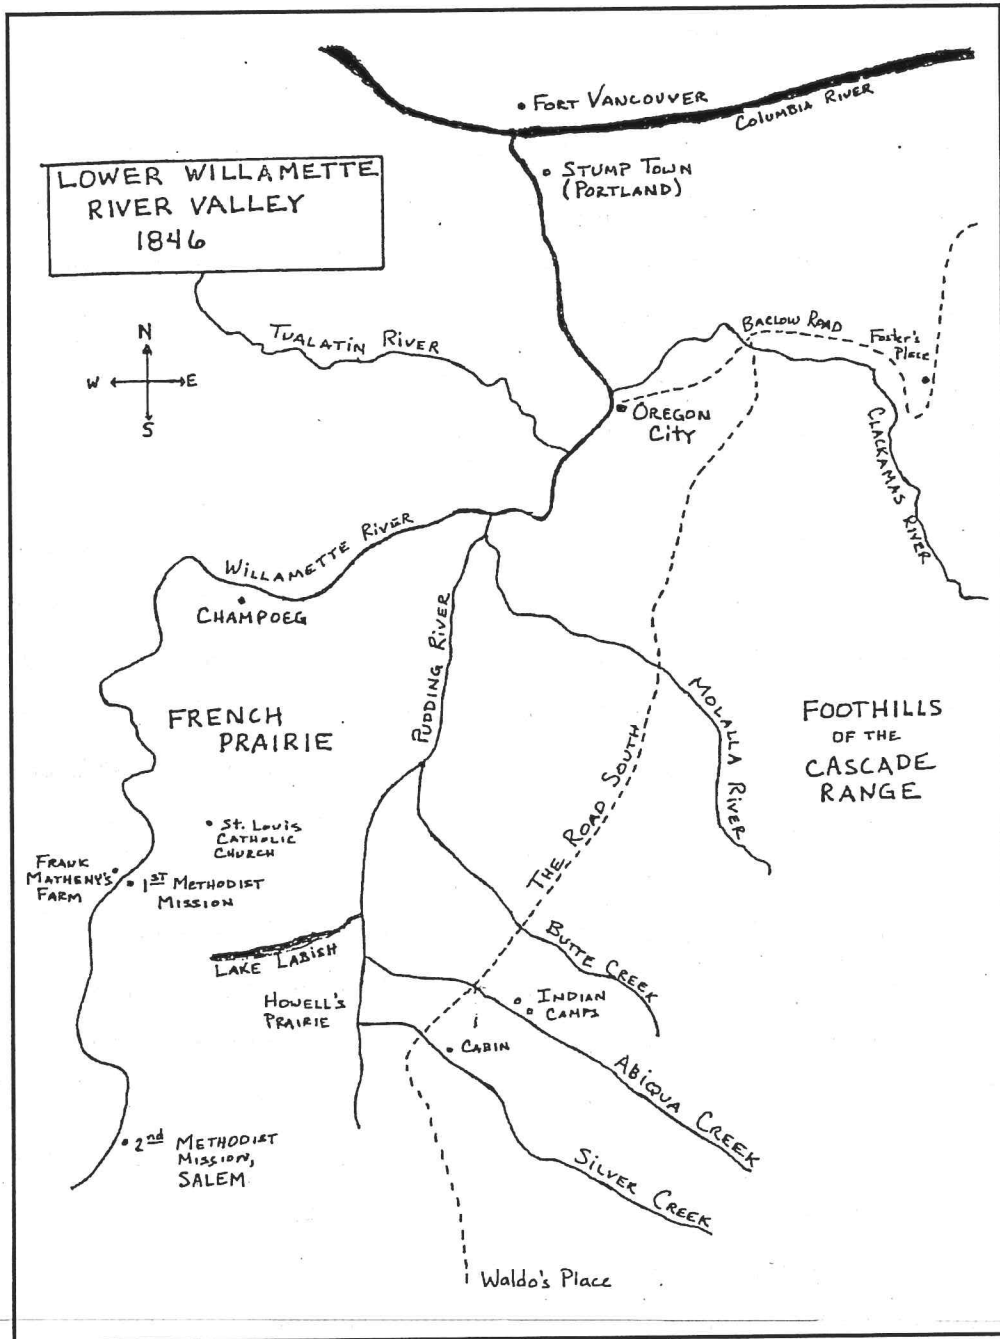 FORT VANCOUVER
COLUMBIA RIVER
STUMP TOWN
(PORTLAND)
LOWER WILLAMETTE
RIVER VALLEY
1846
N
W
E
S
TUALATIN RIVER
BARLOW ROAD
Foster's
Place
OREGON
CITY
CLACKAMAS RIVER
WILLAMETTE RIVER
CHAMPOEG
PUDDING RIVER
MOLALLA RIVER
FRENCH
PRAIRIE
FOOTHILLS
OF THE
CASCADE
RANGE
THE ROAD SOUTH
ST. LOUIS
CATHOLIC
CHURCH
FRANK
MATHENY'S
FARM
1ST METHODIST
MISSION
LAKE LABISH
BUTTE CREEK
HOWELL'S
PRAIRIE
INDIAN
CAMPS
CABIN
ABIQUA CREEK
2nd METHODIST
MISSION,
SALEM
SILVER CREEK
Waldo's Place